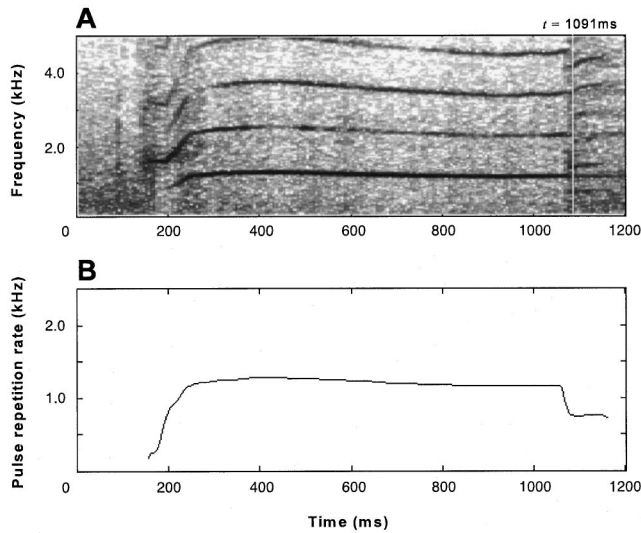 A
t = 1091ms
Frequency (kHz)
4.0
2.0
0 200 400 600 800 1000 1200
B
Pulse repetition rate (kHz)
2.0
1.0
0 200 400 600 800 1000 1200
Time (ms)